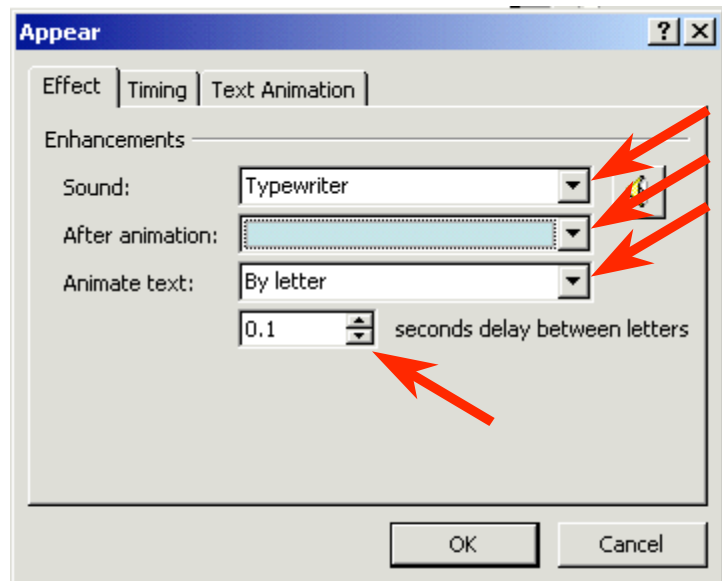 Appear
Effect Timing Text Animation
Enhancements
Sound: Typewriter
After animation:
Animate text: By letter
0.1 seconds delay between letters
OK Cancel